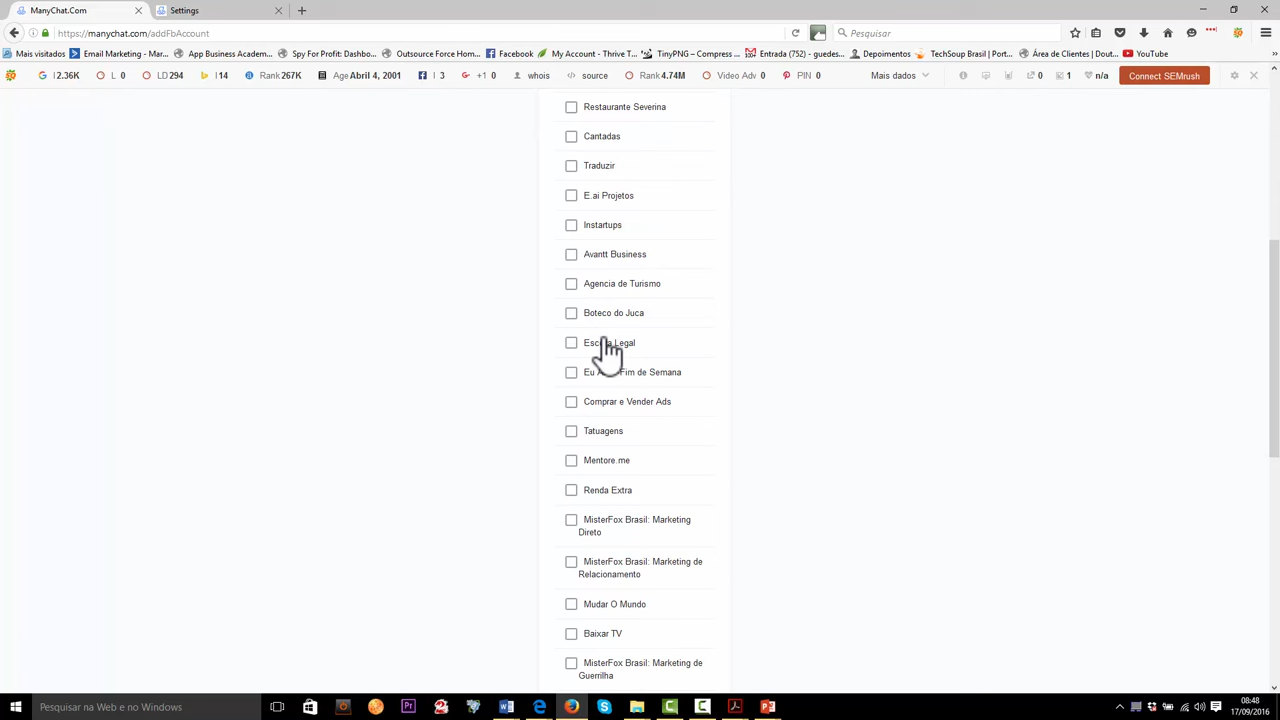 ManyChat.Com
Settings
https://manychat.com/addFbAccount
Pesquisar
Mais visitados
Email Marketing - Mar...
App Business Academ...
Spy For Profit: Dashbo...
Outsource Force Hom...
Facebook
My Account - Thrive T...
TinyPNG – Compress ...
Entrada (752) - guedes...
Depoimentos
TechSoup Brasil | Port...
Área de Clientes | Dout...
YouTube
I 2.36K
L 0
LD 294
I 14
Rank 267K
Age Abril 4, 2001
I 3
+1 0
whois
source
Rank 4.74M
Video Adv 0
PIN 0
Mais dados
0
1
n/a
Connect SEMrush
Restaurante Severina
Cantadas
Traduzir
E.ai Projetos
Instartups
Avantt Business
Agencia de Turismo
Boteco do Juca
Legal
Eu
Fim de Semana
Comprar e Vender Ads
Tatuagens
Mentore.me
Renda Extra
MisterFox Brasil: Marketing
Direto
MisterFox Brasil: Marketing de
Relacionamento
Mudar O Mundo
Baixar TV
MisterFox Brasil: Marketing de
Guerrilha
Pesquisar na Web e no Windows
08:48
17/09/2016